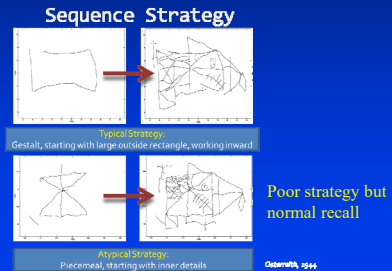 Sequence Strategy
Typical Strategy:
Gestalt, starting with large outside rectangle, working inward
Poor strategy but
normal recall
Atypical Strategy:
Piecemeal, starting with inner details
Osterreith, 1944